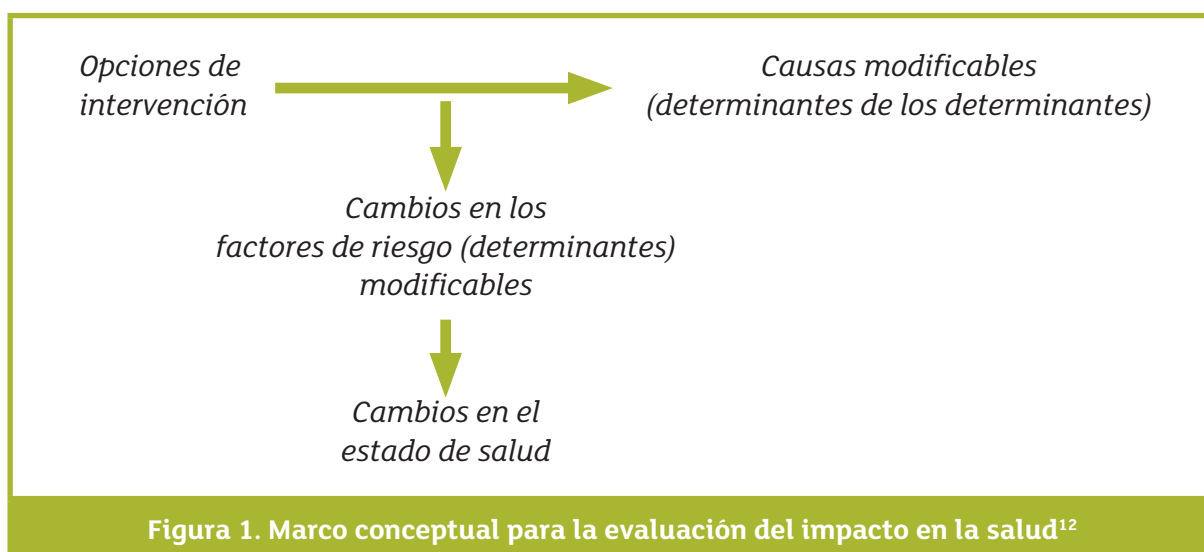 Opciones de
intervención
Causas modificables
(determinantes de los determinantes)
Cambios en los
factores de riesgo (determinantes)
modificables
Cambios en el
estado de salud
Figura 1. Marco conceptual para la evaluación del impacto en la salud¹²